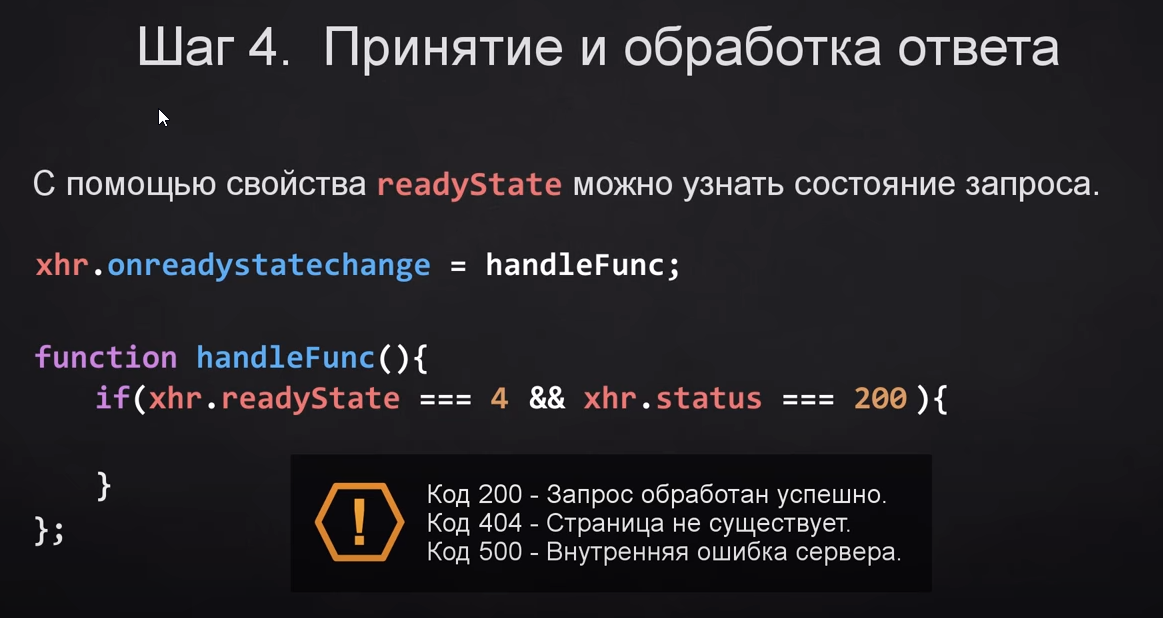 Шаг 4. Принятие и обработка ответа
С помощью свойства readyState можно узнать состояние запроса.
xhr.onreadystatechange = handleFunc;
function handleFunc(){
if(xhr.readyState === 4 && xhr.status === 200){
}
};
!
Код 200 - Запрос обработан успешно.
Код 404 - Страница не существует.
Код 500 - Внутренняя ошибка сервера.